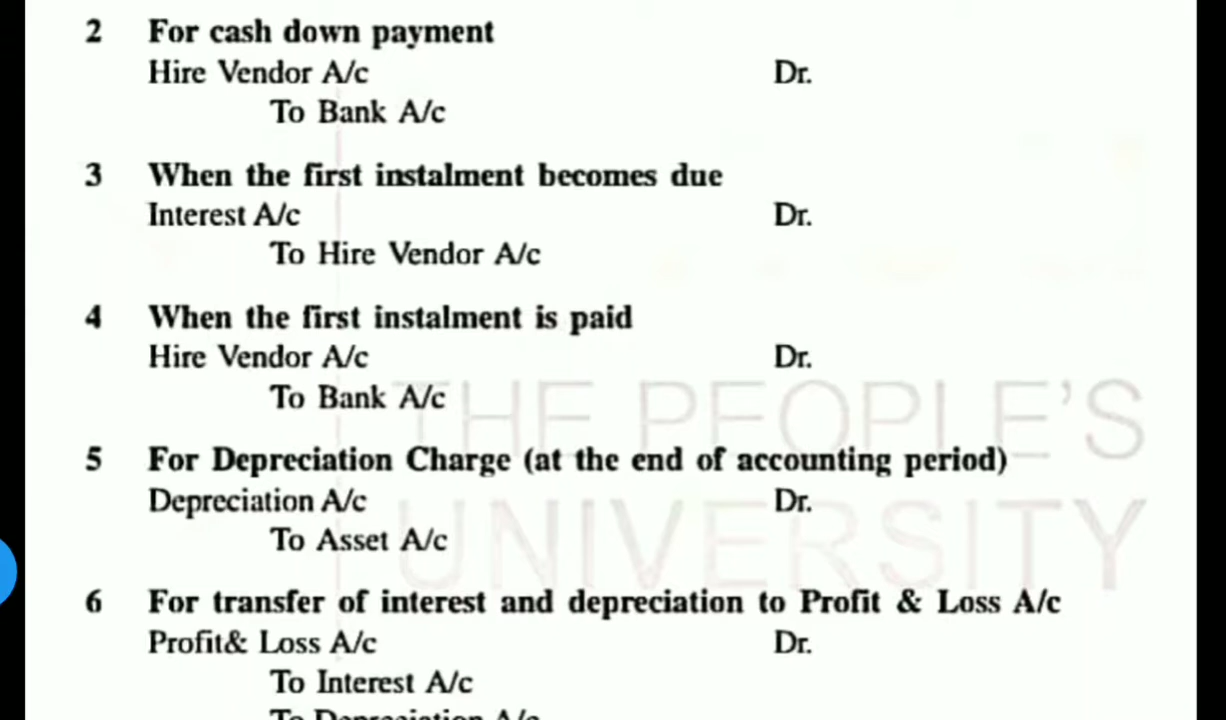 2 For cash down payment
Hire Vendor A/c Dr.
To Bank A/c
3 When the first instalment becomes due
Interest A/c Dr.
To Hire Vendor A/c
4 When the first instalment is paid
Hire Vendor A/c Dr.
To Bank A/c
THE PEOPLE'S
5 For Depreciation Charge (at the end of accounting period)
Depreciation A/c Dr.
UNIVERSITY
To Asset A/c
6 For transfer of interest and depreciation to Profit & Loss A/c
Profit& Loss A/c Dr.
To Interest A/c
To Depreciation A/c